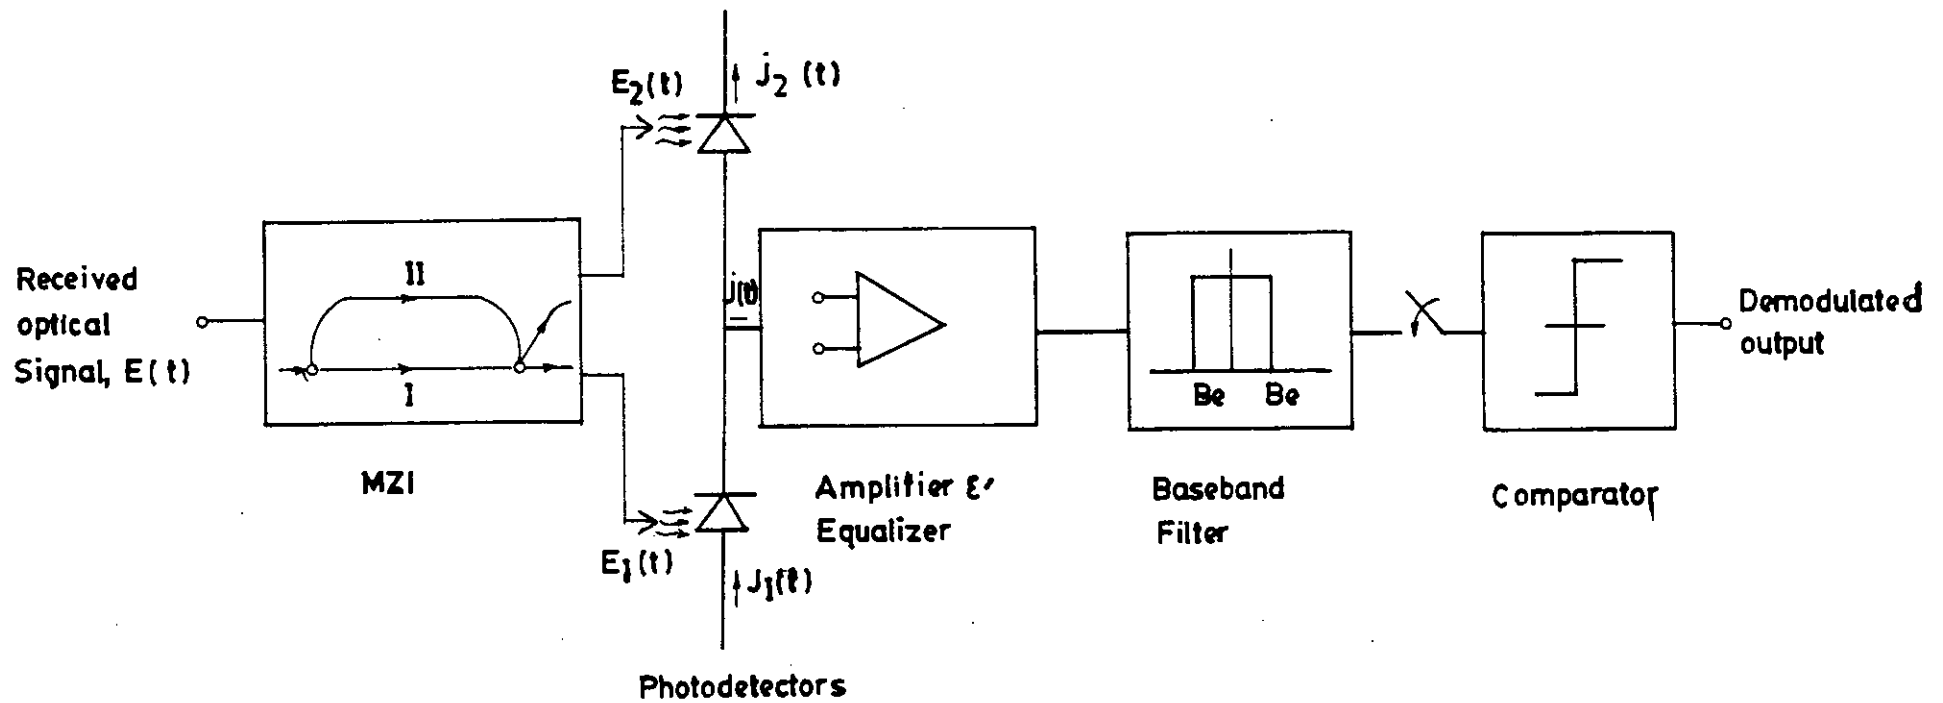 E2(t)
j2 (t)
Received
optical
Signal, E(t)
II
I
MZI
j(t)
Be Be
Demodulated
output
Amplifier &
Equalizer
Baseband
Filter
Comparator
E1(t)
J1(t)
Photodetectors